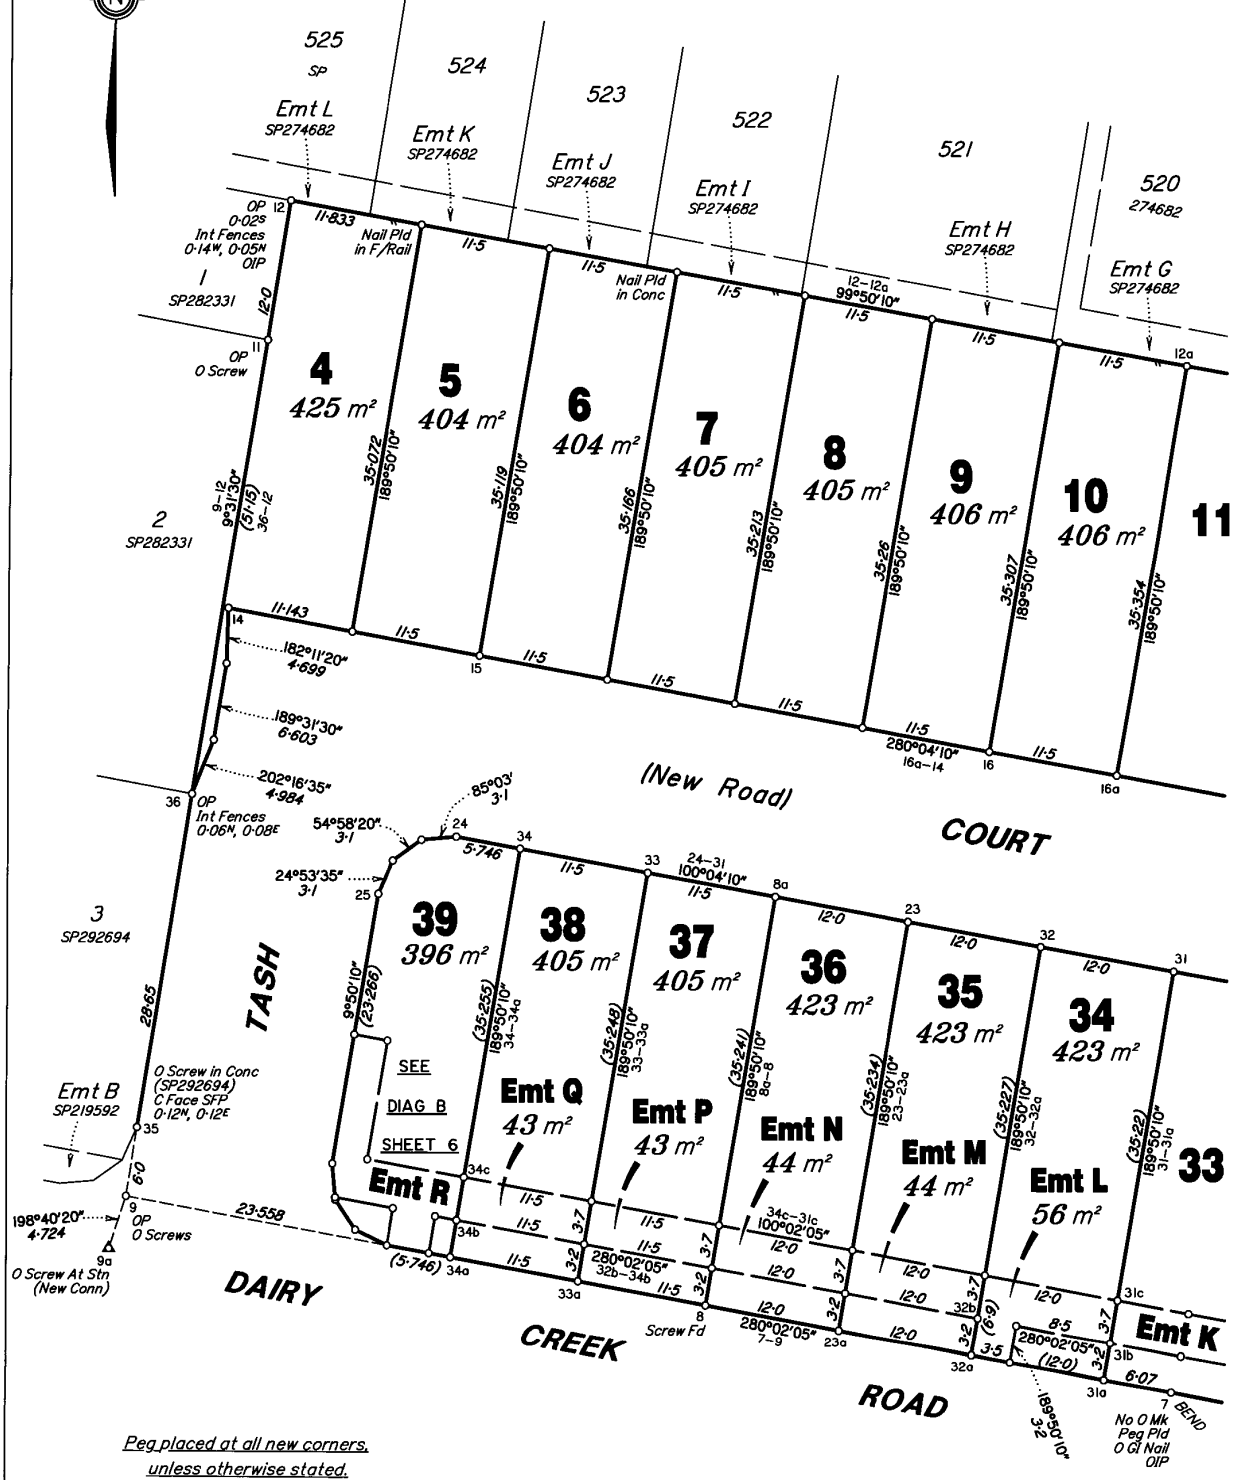 N
525
SP
524
523
522
521
520
274682
Emt L
SP274682
Emt K
SP274682
Emt J
SP274682
Emt I
SP274682
Emt H
SP274682
Emt G
SP274682
OP
0·02S
Int Fences
0·14W, 0·05N
OIP
12
11·833
Nail Pld
in F/Rail
11·5
11·5
Nail Pld
in Conc
11·5
12-12a
99°50'10"
11·5
11·5
11·5
12a
1
SP282331
12·0
11
OP
O Screw
4
425 m²
5
404 m²
6
404 m²
7
405 m²
8
405 m²
9
406 m²
10
406 m²
11
35·072
189°50'10"
35·119
189°50'10"
35·166
189°50'10"
35·213
189°50'10"
35·26
189°50'10"
35·307
189°50'10"
35·354
189°50'10"
9-12
9°31'30"
(51·15)
36-12
2
SP282331
14
11·143
11·5
15
11·5
11·5
11·5
11·5
280°04'10"
16a-14
16
11·5
16a
182°11'20"
4·699
189°31'30"
6·603
202°16'35"
4·984
36
OP
Int Fences
0·06N, 0·08E
(New Road)
COURT
85°03'
3·1
54°58'20"
3·1
24°53'35"
3·1
25
24
5·746
34
11·5
33
24-31
100°04'10"
11·5
8a
12·0
23
12·0
32
12·0
31
3
SP292694
TASH
28·65
39
396 m²
38
405 m²
37
405 m²
36
423 m²
35
423 m²
34
423 m²
33
9°50'10"
(23·266)
(35·255)
189°50'10"
34-34a
(35·248)
189°50'10"
33-33a
(35·241)
189°50'10"
8a-8
(35·234)
189°50'10"
23-23a
(35·227)
189°50'10"
32-32a
(35·22)
189°50'10"
31-31a
SEE
DIAG B
SHEET 6
O Screw in Conc
(SP292694)
C Face SFP
0·12N, 0·12E
Emt B
SP219592
35
6·0
9
OP
O Screws
198°40'20"
4·724
9a
O Screw At Stn
(New Conn)
23·558
Emt Q
43 m²
Emt P
43 m²
Emt N
44 m²
Emt M
44 m²
Emt L
56 m²
Emt R
Emt K
34c
11·5
11·5
34c-31c
100°02'05"
12·0
12·0
12·0
31c
34b
11·5
3·7
11·5
3·7
12·0
3·7
12·0
3·7
32b
(6·9)
8·5
3·7
280°02'05"
32b-34b
280°02'05"
(12·0)
31b
(5·746)
34a
11·5
3·2
33a
11·5
3·2
8
Screw Fd
12·0
280°02'05"
7-9
3·2
23a
12·0
3·2
32a
3·5
3·2
31a
6·07
7
BEND
189°50'10"
3·2
No O Mk
Peg Pld
O GI Nail
OIP
DAIRY
CREEK
ROAD
Peg placed at all new corners,
unless otherwise stated.